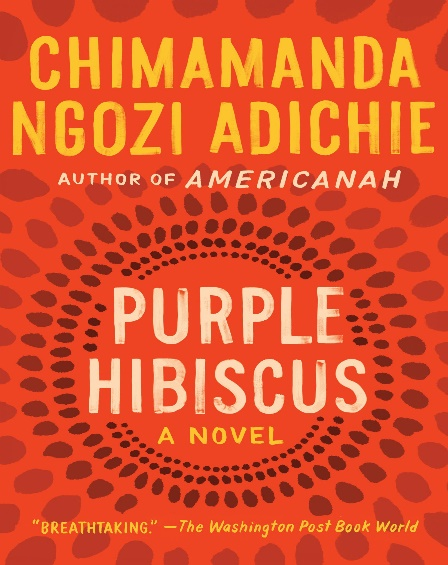 CHIMAMANDA
NGOZI ADICHIE
AUTHOR OF AMERICANAH
PURPLE
HIBISCUS
A NOVEL
“BREATHTAKING.” —The Washington Post Book World